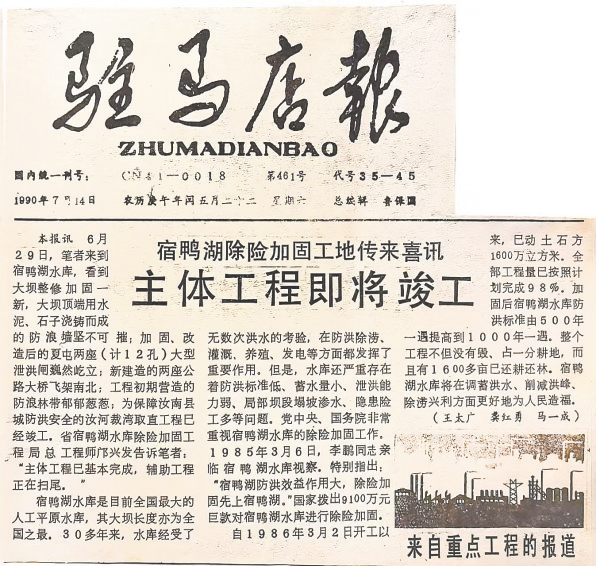 驻马店報
ZHUMADIANBAO
国内统一刊号: CN41—0018 第461号 代号35—45
1990年7月14日 农历庚午年闰五月二十二 星期六 总编辑 鲁保国
宿鸭湖除险加固工地传来喜讯
主体工程即将竣工
本报讯 6月
29日，笔者来到
宿鸭湖水库，看到
大坝整修加固一
新，大坝顶端用水
泥、石子浇铸而成
的防浪墙坚不可摧；加固、改
造后的夏屯两座（计12孔）大型
泄洪闸巍然屹立；新建造的两座公
路大桥飞架南北；工程初期营造的
防浪林带郁郁葱葱；为保障汝南县
城防洪安全的汝河裁湾取直工程已
经竣工。省宿鸭湖水库除险加固工
程局总工程师邝兴发告诉笔者：
“主体工程已基本完成，辅助工程
正在扫尾。”
宿鸭湖水库是目前全国最大的
人工平原水库，其大坝长度亦为全
国之最。30多年来，水库经受了
无数次洪水的考验，在防洪除涝、
灌溉、养殖、发电等方面都发挥了
重要作用。但是，水库还严重存在
着防洪标准低、蓄水量小、泄洪能
力弱、局部坝段塌坡渗水、隐患险
工多等问题。党中央、国务院非常
重视宿鸭湖水库的除险加固工作。
1985年3月6日，李鹏同志亲
临宿鸭湖水库视察。特别指出：
“宿鸭湖防洪效益作用大，除险加
固先上宿鸭湖。”国家拨出9100万元
巨款对宿鸭湖水库进行除险加固。
自1986年3月2日开工以
来，已动土石方
1600万立方米。全
部工程量已按照计
划完成98%。加
固后宿鸭湖水库防
洪标准由500年
一遇提高到1000年一遇。整个
工程不但没有毁、占一分耕地，而
且有1600多亩已还耕还林。宿鸭
湖水库将在调蓄洪水、削减洪峰、
除涝兴利方面更好地为人民造福。
（王太广 龚红勇 马一成）
来自重点工程的报道